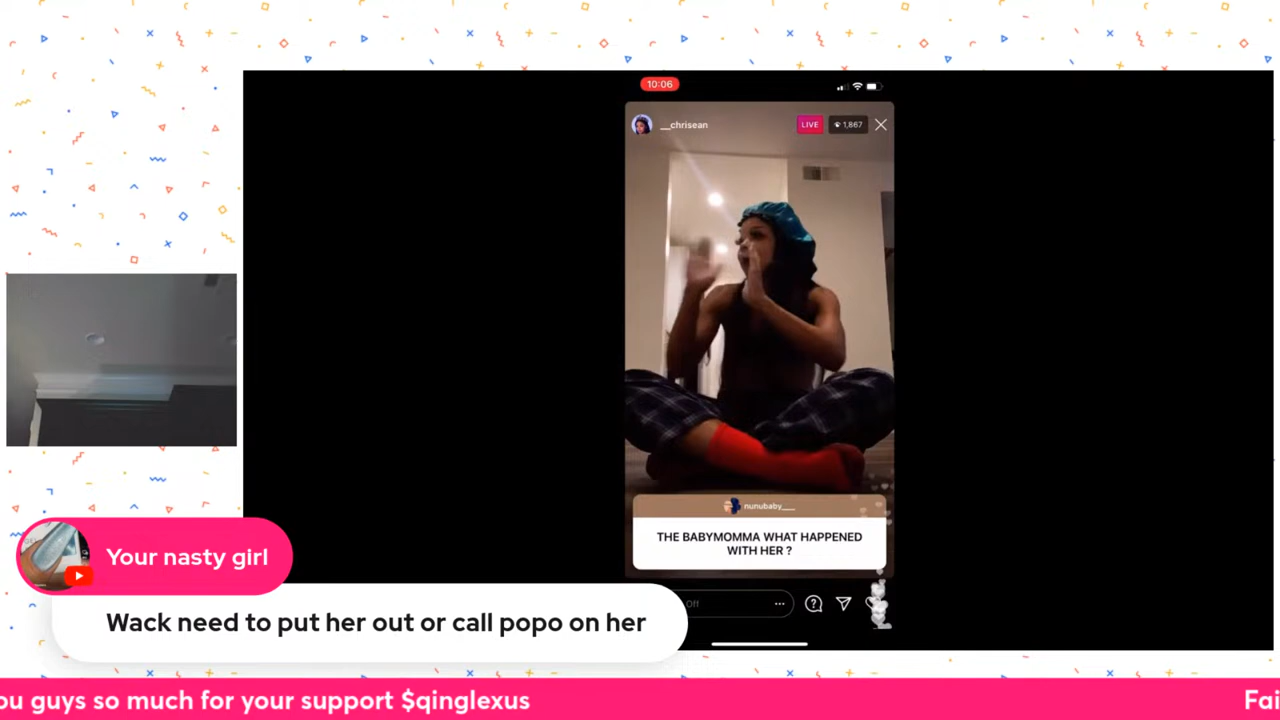 10:06
__chrisean
LIVE
1,867
nunubaby___
THE BABYMOMMA WHAT HAPPENED
WITH HER ?
Off
Your nasty girl
Wack need to put her out or call popo on her
ou guys so much for your support $qinglexus
Fai